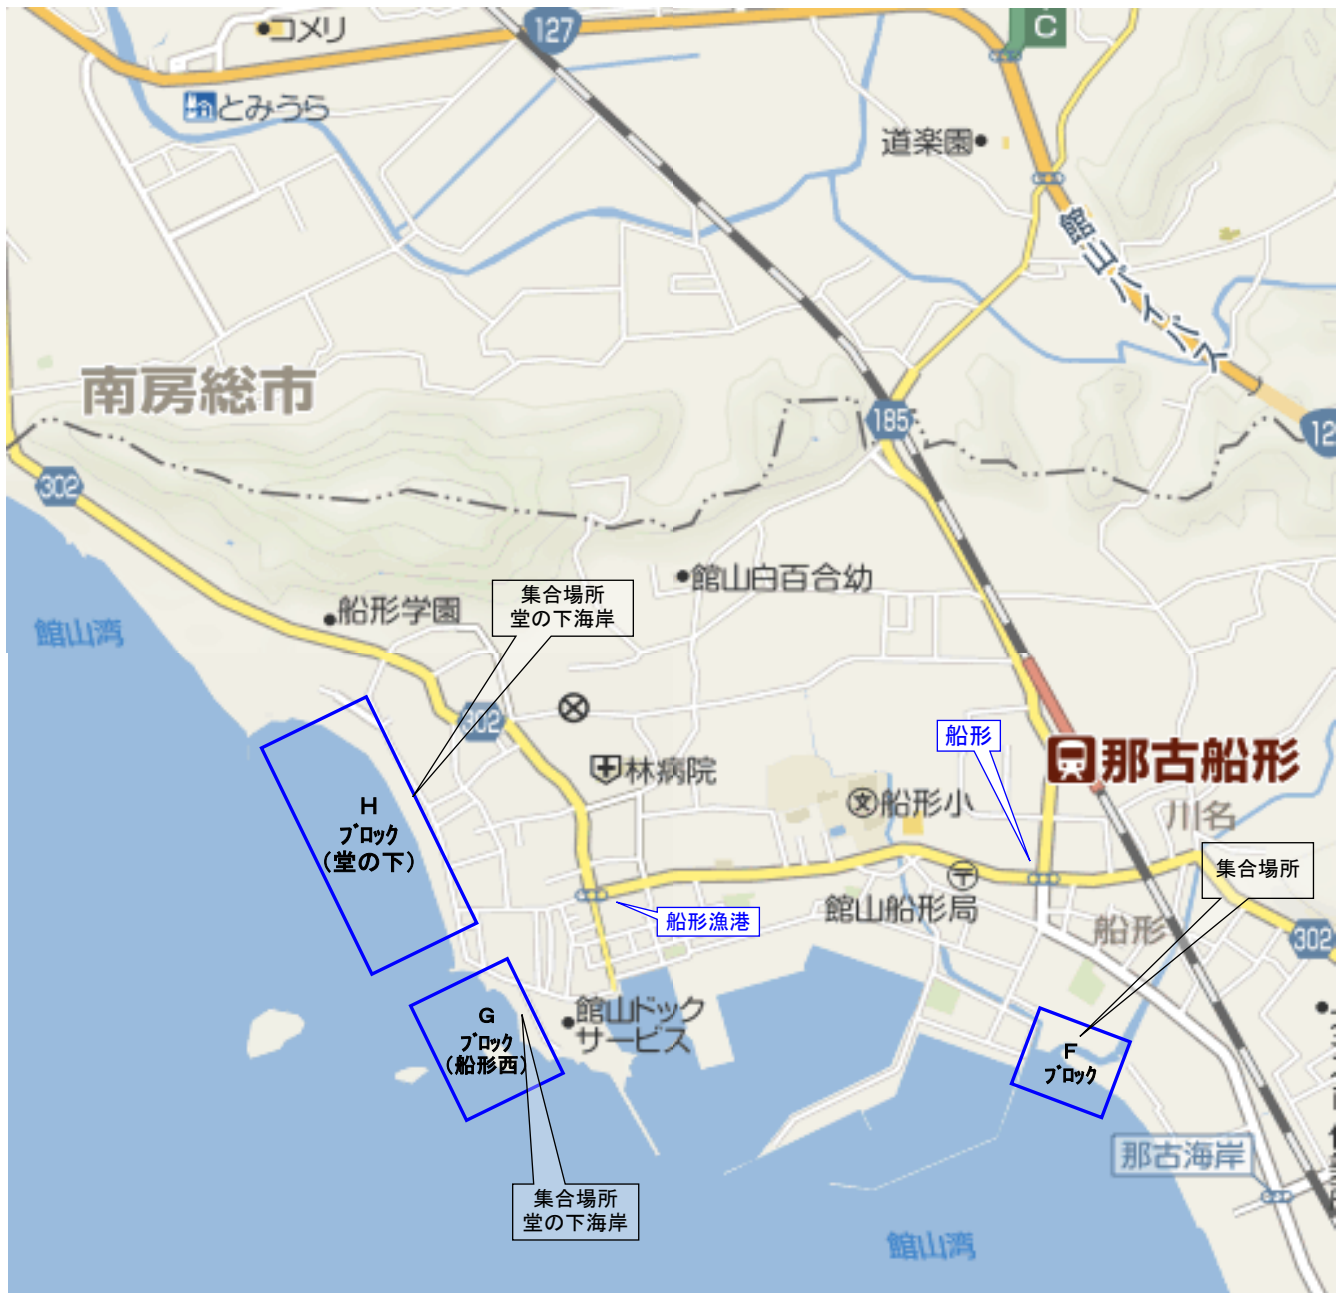 コメリ
127
C
とみうら
道楽園
館山バイパス
南房総市
185
12
302
館山湾
船形学園
集合場所
堂の下海岸
館山白百合幼
302
林病院
船形
那古船形
H
ブロック
(堂の下)
船形小
川名
集合場所
館山船形局
船形漁港
船形
302
G
ブロック
(船形西)
館山ドック
サービス
F
ブロック
那古海岸
集合場所
堂の下海岸
館山湾